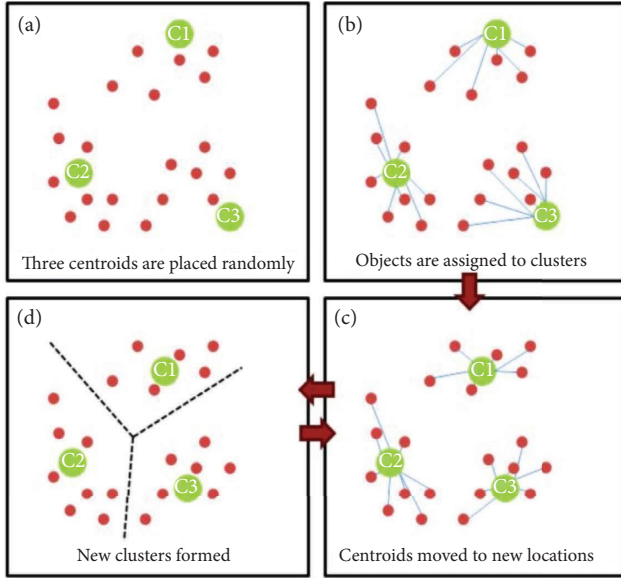 (a)
C1
C2
C3
Three centroids are placed randomly
(b)
C1
C2
C3
Objects are assigned to clusters
(d)
C1
C2
C3
New clusters formed
(c)
C1
C2
C3
Centroids moved to new locations